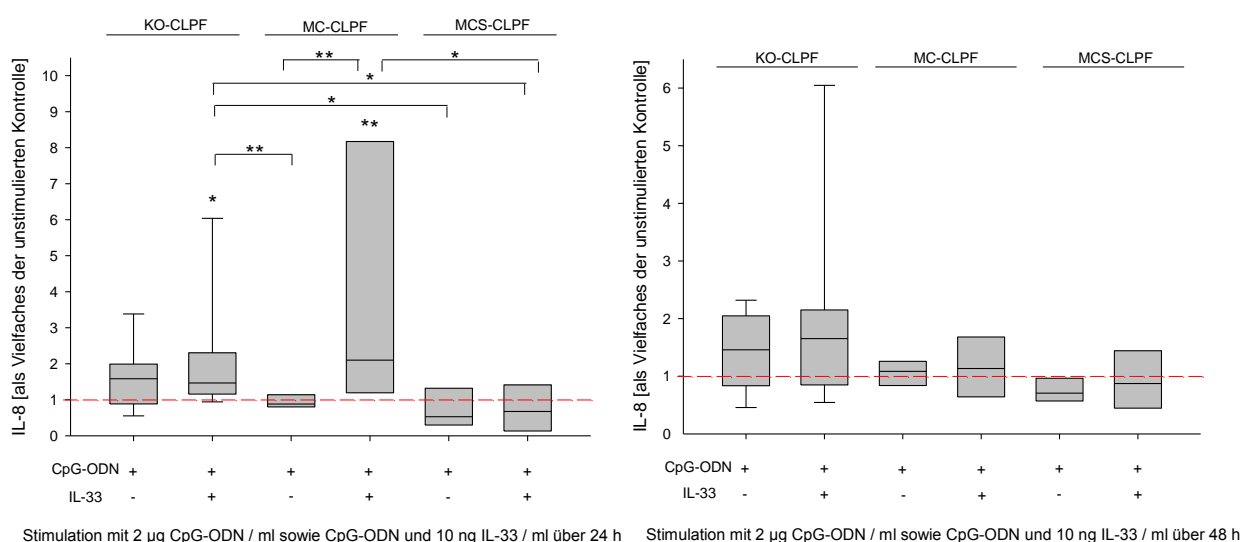 KO-CLPF MC-CLPF MCS-CLPF
** *
*
*
**
**
*
IL-8 [als Vielfaches der unstimulierten Kontrolle]
10
9
8
7
6
5
4
3
2
1
0
CpG-ODN + + + + + +
IL-33 - + - + - +
Stimulation mit 2 µg CpG-ODN / ml sowie CpG-ODN und 10 ng IL-33 / ml über 24 h
KO-CLPF MC-CLPF MCS-CLPF
IL-8 [als Vielfaches der unstimulierten Kontrolle]
6
5
4
3
2
1
0
CpG-ODN + + + + + +
IL-33 - + - + - +
Stimulation mit 2 µg CpG-ODN / ml sowie CpG-ODN und 10 ng IL-33 / ml über 48 h